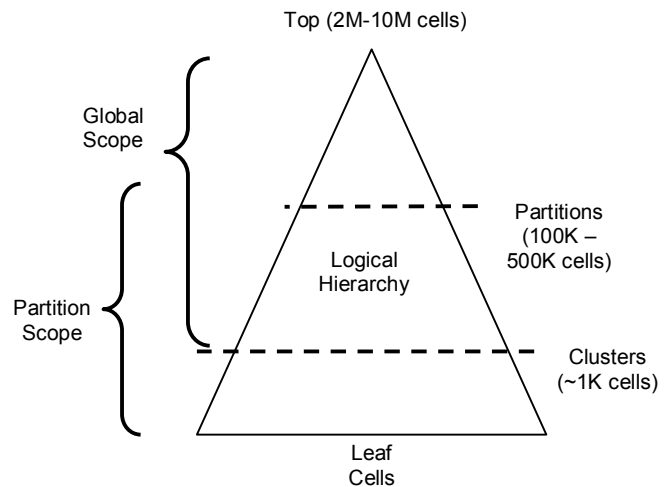 Top (2M-10M cells)
Global
Scope
Partitions
(100K –
500K cells)
Logical
Hierarchy
Partition
Scope
Clusters
(~1K cells)
Leaf
Cells